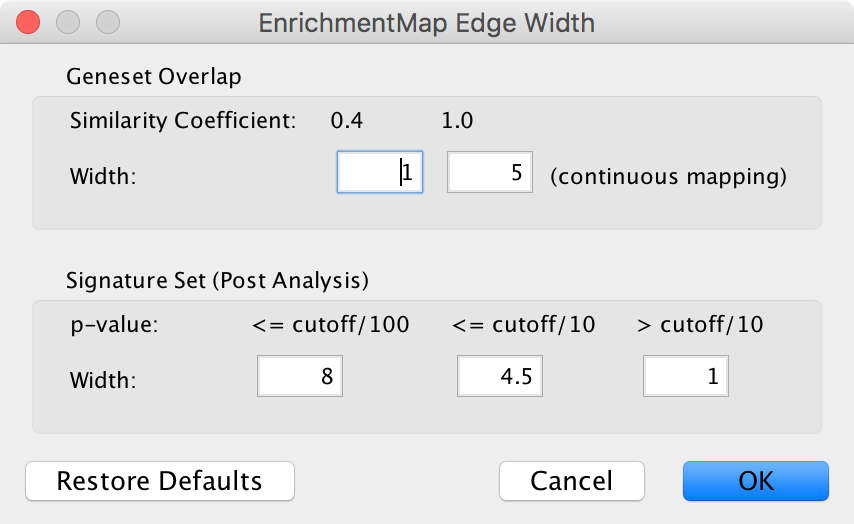 EnrichmentMap Edge Width
Geneset Overlap
Similarity Coefficient: 0.4 1.0
Width: 1 5 (continuous mapping)
Signature Set (Post Analysis)
p-value: <= cutoff/100 <= cutoff/10 > cutoff/10
Width: 8 4.5 1
Restore Defaults Cancel OK